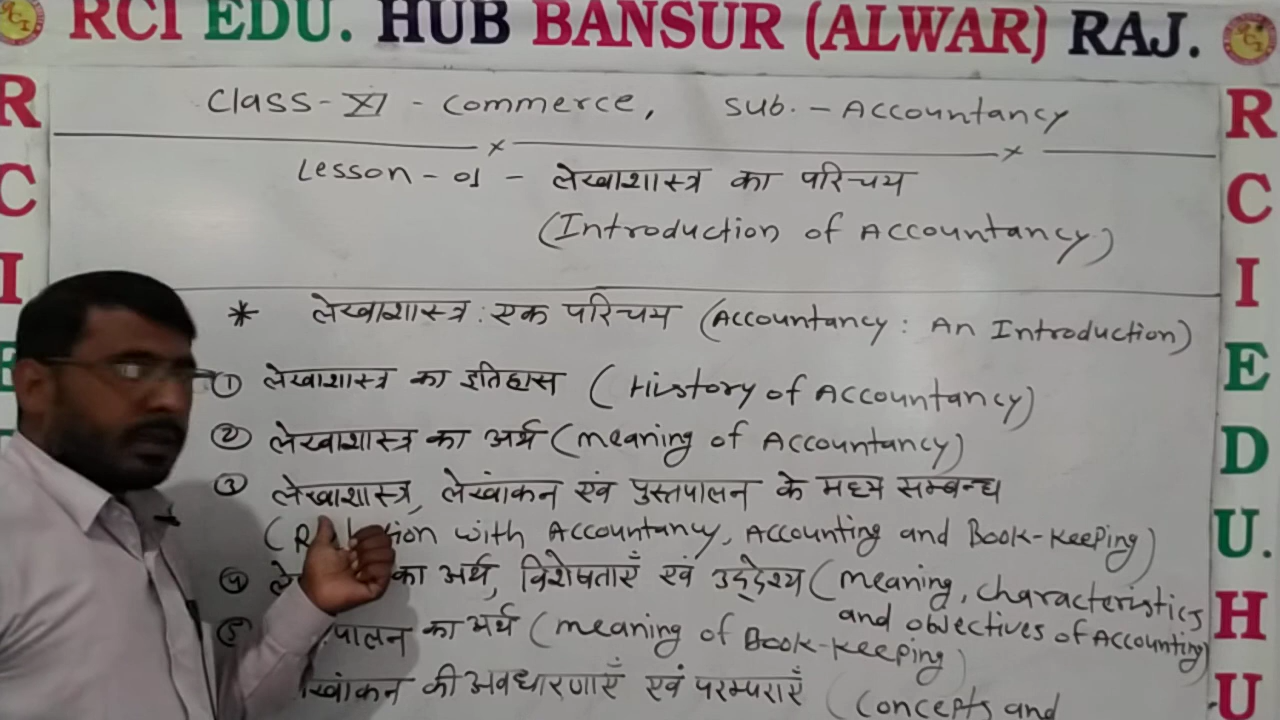 RCI EDU. HUB BANSUR (ALWAR) RAJ.
Class-XI - Commerce, Sub. - Accountancy
Lesson - 01 - लेखाशास्त्र का परिचय
(Introduction of Accountancy)
* लेखाशास्त्र : एक परिचय (Accountancy : An Introduction)
① लेखाशास्त्र का इतिहास (History of Accountancy)
② लेखाशास्त्र का अर्थ (meaning of Accountancy)
③ लेखाशास्त्र, लेखांकन एवं पुस्तपालन के मध्य सम्बन्ध
(Relation with Accountancy, Accounting and Book-Keeping)
④ का अर्थ, विशेषताएँ एवं उद्देश्य (meaning, characteristics
and objectives of Accounting)
⑤ पालन का अर्थ (meaning of Book-Keeping)
खांकन की अवधारणाएँ एवं परम्पराएँ (Concepts and
R
C
I
E
R
C
I
E
D
U.
H
U